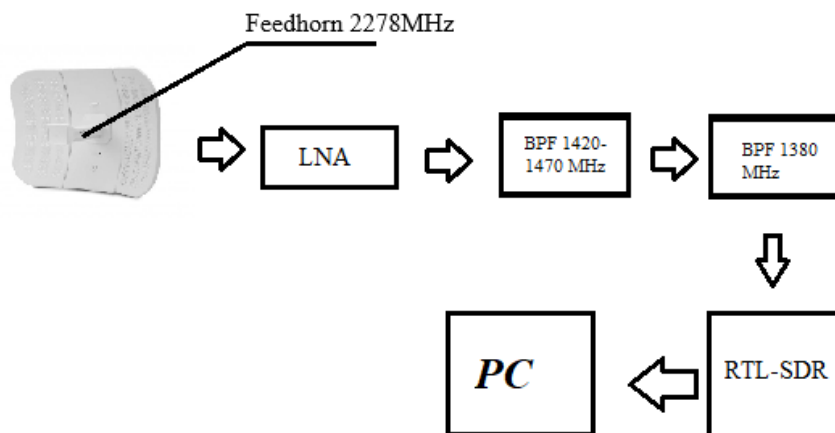 Feedhorn 2278MHz
LNA
BPF 1420-
1470 MHz
BPF 1380
MHz
PC
RTL-SDR